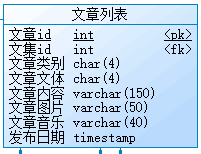 文章列表
文章id int <pk>
文集id int <fk>
文章类别 char(4)
文章文体 char(4)
文章内容 varchar(150)
文章图片 varchar(50)
文章音乐 varchar(40)
发布日期 timestamp